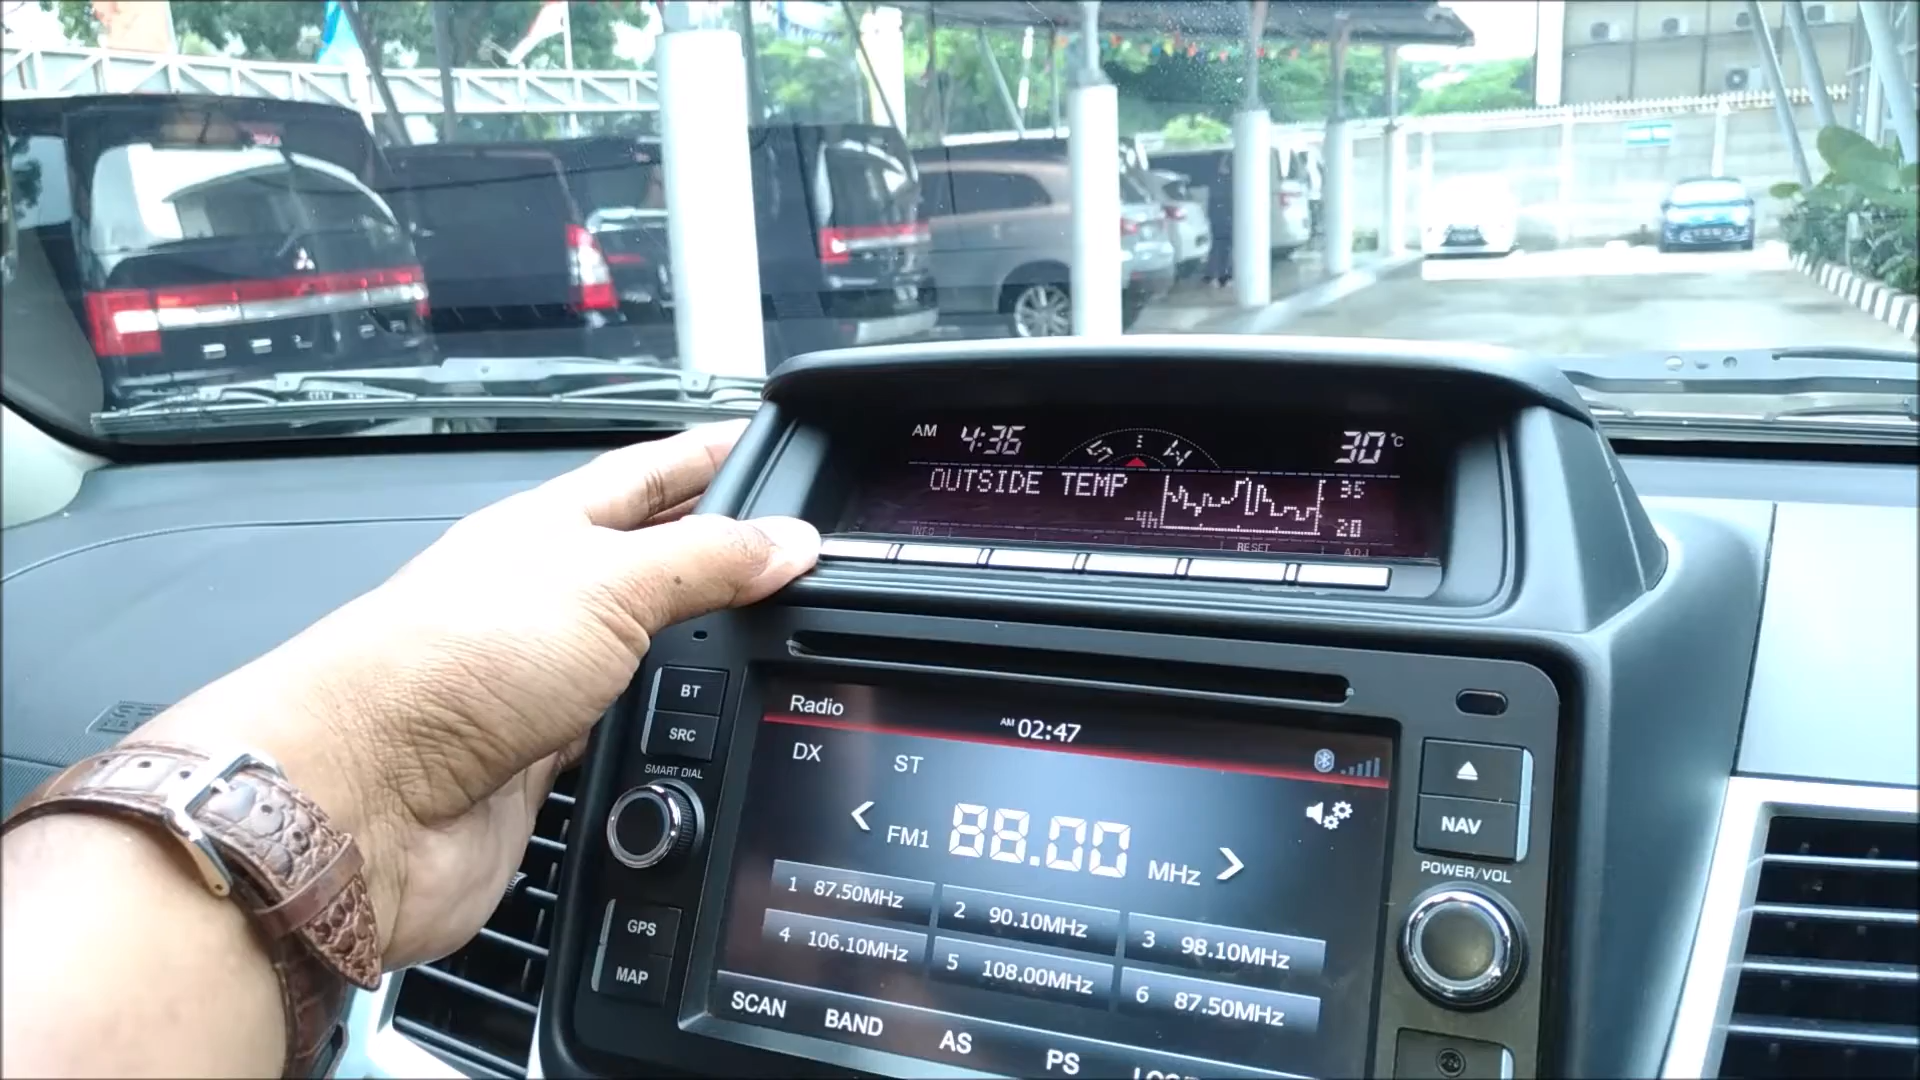 AM 4:36 30°C
OUTSIDE TEMP 35
-4h 20
INFO RESET ADJ
BT
SRC
SMART DIAL
GPS
MAP
Radio AM 02:47
DX ST
FM1 88.00 MHz
1 87.50MHz 2 90.10MHz 3 98.10MHz
4 106.10MHz 5 108.00MHz 6 87.50MHz
SCAN BAND AS PS
NAV
POWER/VOL